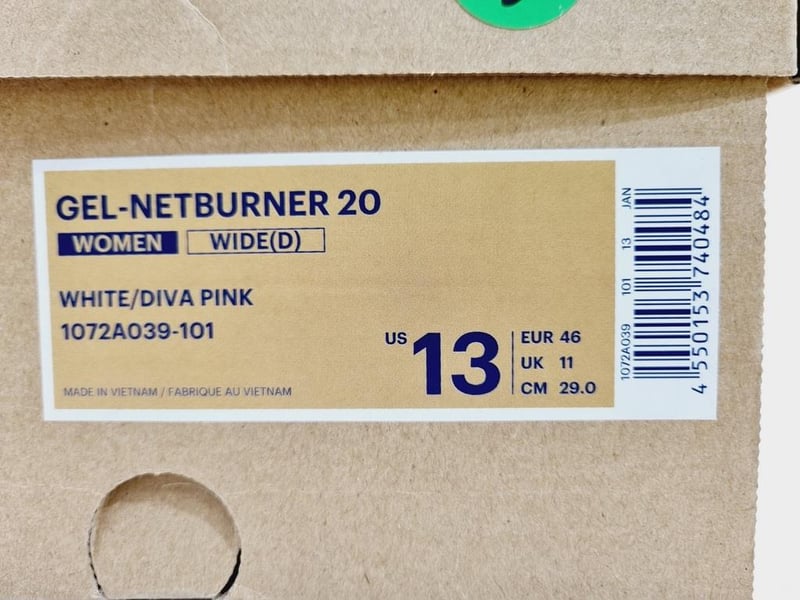 GEL-NETBURNER 20
WOMEN WIDE(D)
WHITE/DIVA PINK
1072A039-101
US 13
EUR 46
UK 11
CM 29.0
MADE IN VIETNAM / FABRIQUE AU VIETNAM
1072A039 101 13 JAN
4 550153 740484